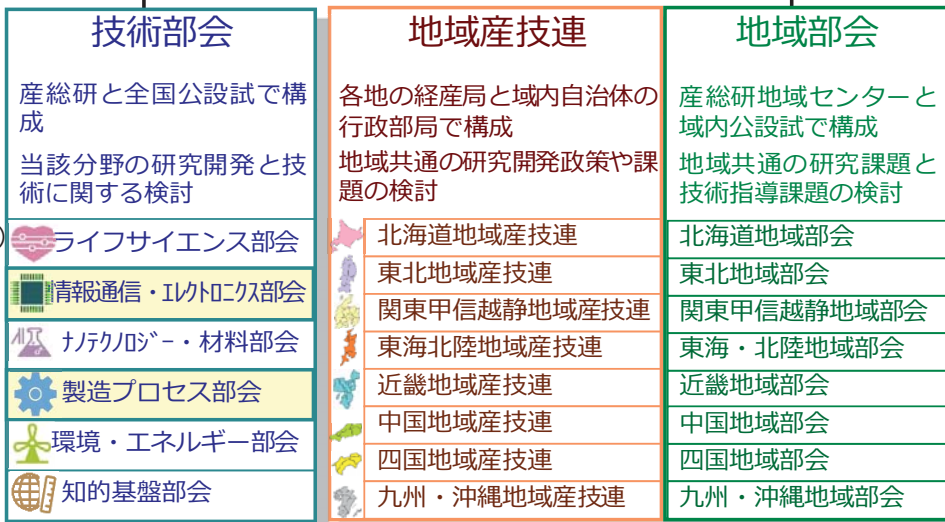 技術部会
産総研と全国公設試で構
成
当該分野の研究開発と技
術に関する検討
ライフサイエンス部会
情報通信・ｴﾚｸﾄﾛﾆｸｽ部会
ﾅﾉﾃｸﾉﾛｼﾞｰ・材料部会
製造プロセス部会
環境・エネルギー部会
知的基盤部会
地域産技連
各地の経産局と域内自治体の
行政部局で構成
地域共通の研究開発政策や課
題の検討
北海道地域産技連
東北地域産技連
関東甲信越静地域産技連
東海北陸地域産技連
近畿地域産技連
中国地域産技連
四国地域産技連
九州・沖縄地域産技連
地域部会
産総研地域センターと
域内公設試で構成
地域共通の研究課題と
技術指導課題の検討
北海道地域部会
東北地域部会
関東甲信越静地域部会
東海・北陸地域部会
近畿地域部会
中国地域部会
四国地域部会
九州・沖縄地域部会